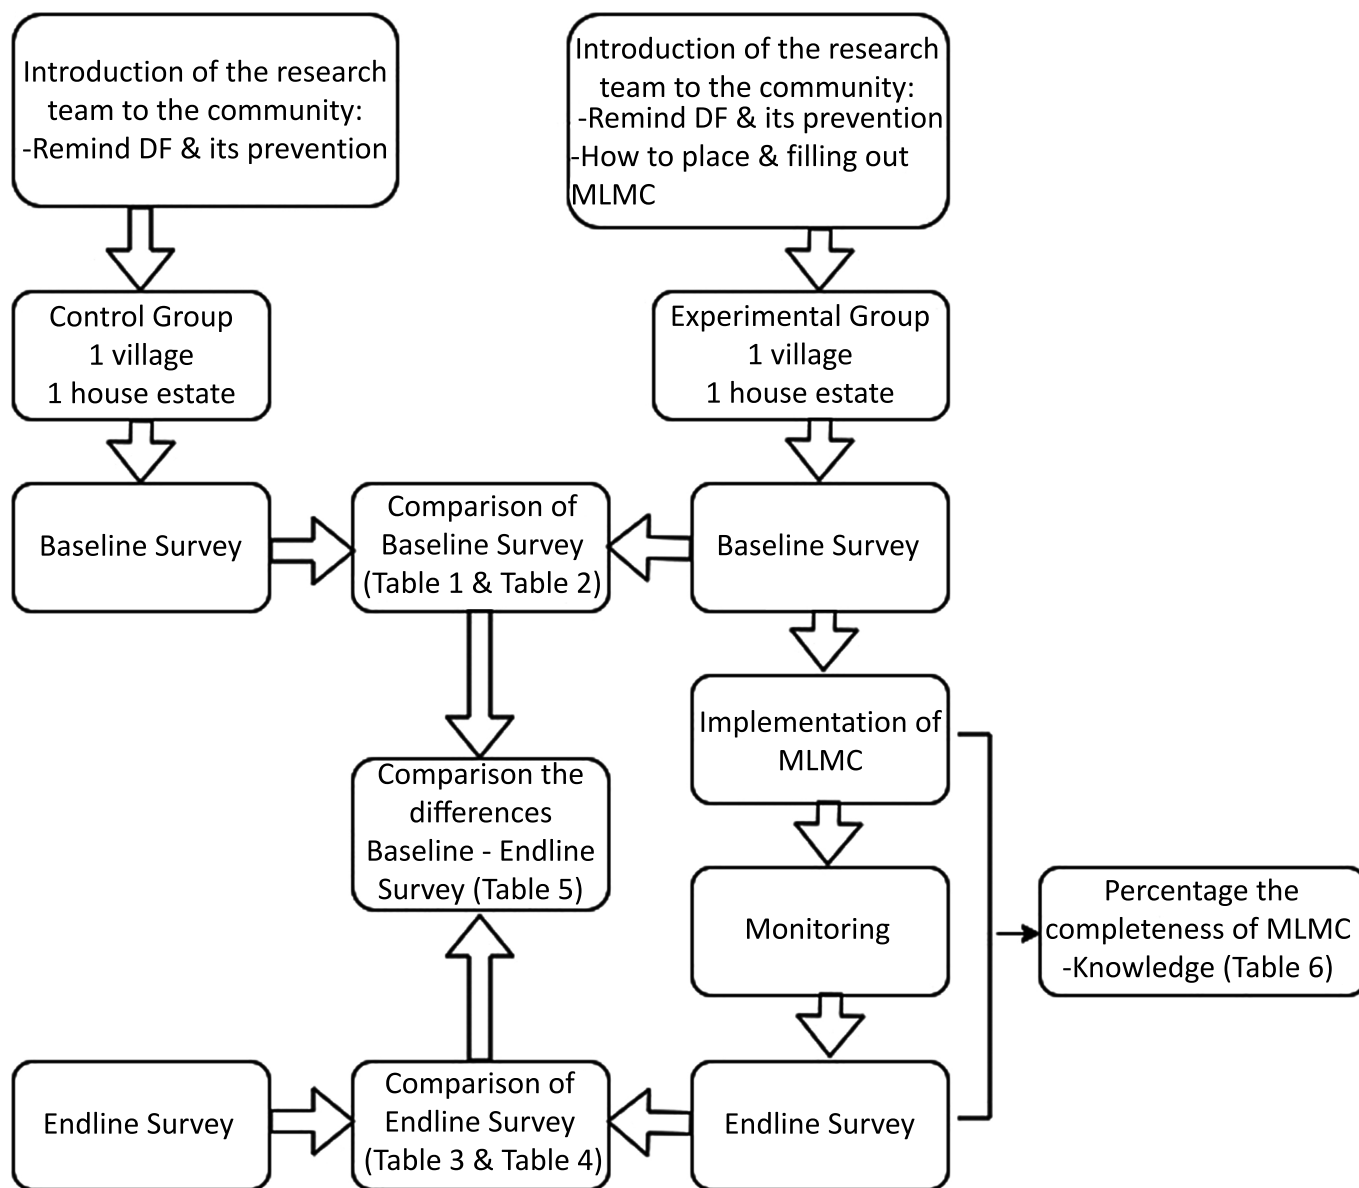 Introduction of the research
team to the community:
-Remind DF & its prevention
Introduction of the research
team to the community:
-Remind DF & its prevention
-How to place & filling out
MLMC
Control Group
1 village
1 house estate
Experimental Group
1 village
1 house estate
Baseline Survey
Comparison of
Baseline Survey
(Table 1 & Table 2)
Baseline Survey
Implementation of
MLMC
Comparison the
differences
Baseline - Endline
Survey (Table 5)
Monitoring
Percentage the
completeness of MLMC
-Knowledge (Table 6)
Endline Survey
Comparison of
Endline Survey
(Table 3 & Table 4)
Endline Survey